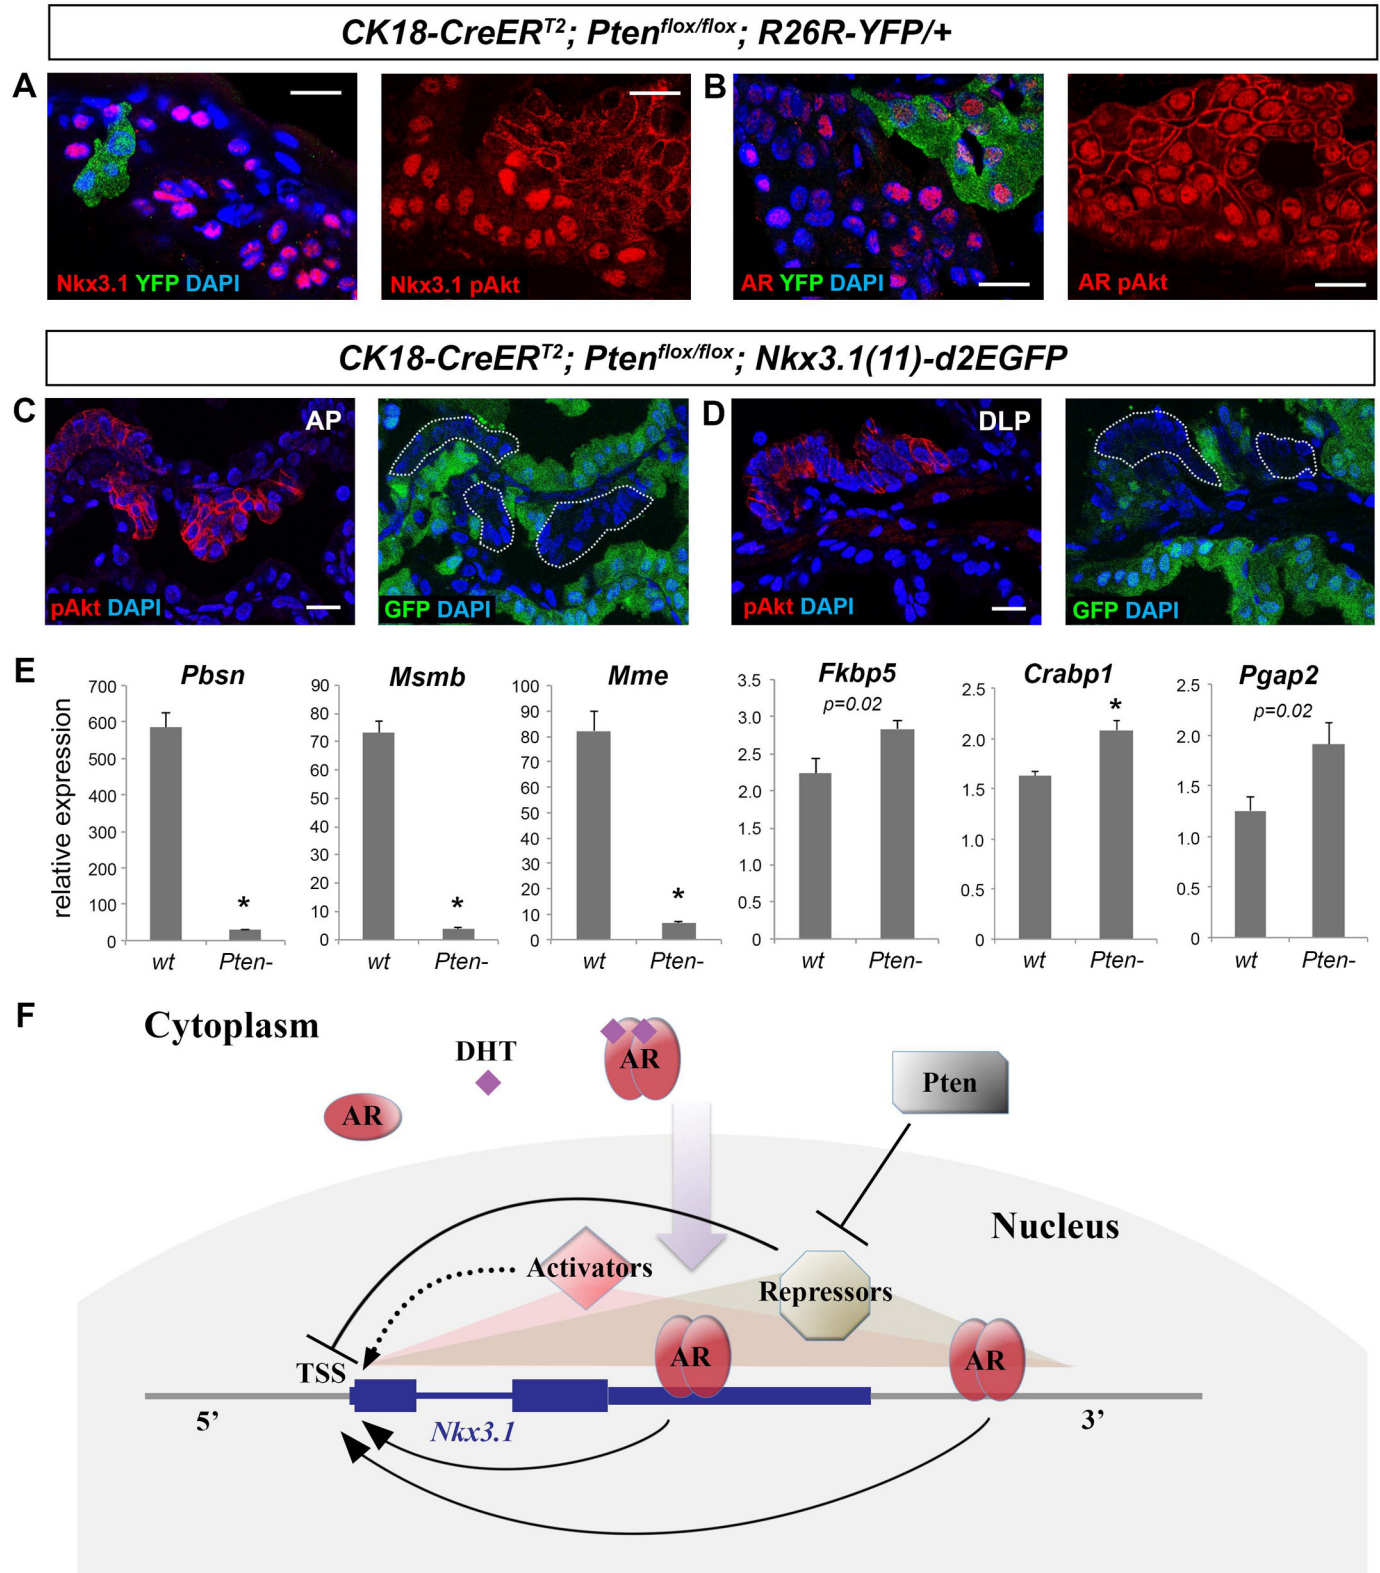 CK18-CreERT2; Ptenflox/flox; R26R-YFP/+
A
B
Nkx3.1 YFP DAPI
Nkx3.1 pAkt
AR YFP DAPI
AR pAkt
CK18-CreERT2; Ptenflox/flox; Nkx3.1(11)-d2EGFP
C
AP
D
DLP
pAkt DAPI
GFP DAPI
pAkt DAPI
GFP DAPI
E
relative expression
Pbsn
700
600
500
400
300
200
100
0
*
wt Pten-
Msmb
90
80
70
60
50
40
30
20
10
0
*
wt Pten-
Mme
100
90
80
70
60
50
40
30
20
10
0
*
wt Pten-
Fkbp5
p=0.02
3.5
3.0
2.5
2.0
1.5
1.0
0.5
0
wt Pten-
Crabp1
*
2.5
2.0
1.5
1.0
0.5
0
wt Pten-
Pgap2
p=0.02
2.5
2.0
1.5
1.0
0.5
0
wt Pten-
F
Cytoplasm
DHT
AR
AR
Pten
Nucleus
Activators
Repressors
TSS
AR
AR
5’
Nkx3.1
3’